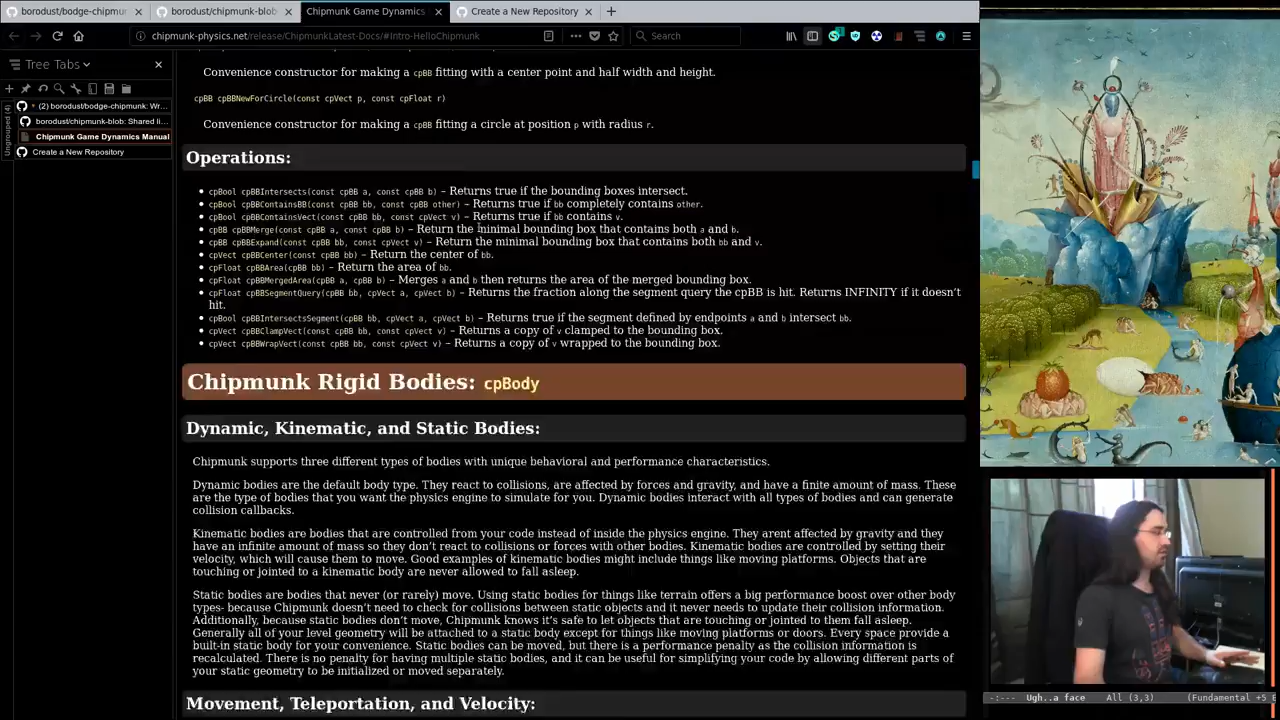 borodust/bodge-chipmur
borodust/chipmunk-blob
Chipmunk Game Dynamics
Create a New Repository
chipmunk-physics.net/release/ChipmunkLatest-Docs/#Intro-HelloChipmunk
Search
Tree Tabs
Ungrouped (4)
(2) borodust/bodge-chipmunk: Wr...
borodust/chipmunk-blob: Shared li...
Chipmunk Game Dynamics Manual
Create a New Repository
Convenience constructor for making a cpBB fitting with a center point and half width and height.
cpBB cpBBNewForCircle(const cpVect p, const cpFloat r)
Convenience constructor for making a cpBB fitting a circle at position p with radius r.
Operations:
• cpBool cpBBIntersects(const cpBB a, const cpBB b) – Returns true if the bounding boxes intersect.
• cpBool cpBBContainsBB(const cpBB bb, const cpBB other) – Returns true if bb completely contains other.
• cpBool cpBBContainsVect(const cpBB bb, const cpVect v) – Returns true if bb contains v.
• cpBB cpBBMerge(const cpBB a, const cpBB b) – Return the minimal bounding box that contains both a and b.
• cpBB cpBBExpand(const cpBB bb, const cpVect v) – Return the minimal bounding box that contains both bb and v.
• cpVect cpBBCenter(const cpBB bb) – Return the center of bb.
• cpFloat cpBBArea(cpBB bb) – Return the area of bb.
• cpFloat cpBBMergedArea(cpBB a, cpBB b) – Merges a and b then returns the area of the merged bounding box.
• cpFloat cpBBSegmentQuery(cpBB bb, cpVect a, cpVect b) – Returns the fraction along the segment query the cpBB is hit. Returns INFINITY if it doesn’t
hit.
• cpBool cpBBIntersectsSegment(cpBB bb, cpVect a, cpVect b) – Returns true if the segment defined by endpoints a and b intersect bb.
• cpVect cpBBClampVect(const cpBB bb, const cpVect v) – Returns a copy of v clamped to the bounding box.
• cpVect cpBBWrapVect(const cpBB bb, const cpVect v) – Returns a copy of v wrapped to the bounding box.
Chipmunk Rigid Bodies: cpBody
Dynamic, Kinematic, and Static Bodies:
Chipmunk supports three different types of bodies with unique behavioral and performance characteristics.
Dynamic bodies are the default body type. They react to collisions, are affected by forces and gravity, and have a finite amount of mass. These
are the type of bodies that you want the physics engine to simulate for you. Dynamic bodies interact with all types of bodies and can generate
collision callbacks.
Kinematic bodies are bodies that are controlled from your code instead of inside the physics engine. They arent affected by gravity and they
have an infinite amount of mass so they don’t react to collisions or forces with other bodies. Kinematic bodies are controlled by setting their
velocity, which will cause them to move. Good examples of kinematic bodies might include things like moving platforms. Objects that are
touching or jointed to a kinematic body are never allowed to fall asleep.
Static bodies are bodies that never (or rarely) move. Using static bodies for things like terrain offers a big performance boost over other body
types- because Chipmunk doesn’t need to check for collisions between static objects and it never needs to update their collision information.
Additionally, because static bodies don’t move, Chipmunk knows it’s safe to let objects that are touching or jointed to them fall asleep.
Generally all of your level geometry will be attached to a static body except for things like moving platforms or doors. Every space provide a
built-in static body for your convenience. Static bodies can be moved, but there is a performance penalty as the collision information is
recalculated. There is no penalty for having multiple static bodies, and it can be useful for simplifying your code by allowing different parts of
your static geometry to be initialized or moved separately.
Movement, Teleportation, and Velocity:
-:--- Ugh..a face All (3,3) (Fundamental +5